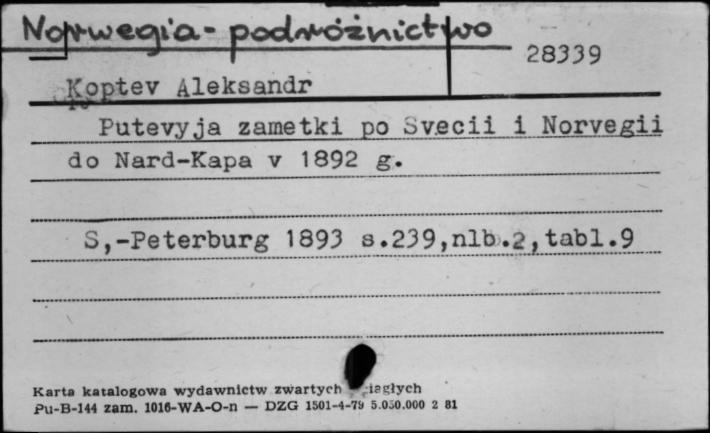 Norwegia - podróżnictwo
28339
Koptev Aleksandr
Putevyja zametki po Svecii i Norvegii
do Nard-Kapa v 1892 g.
S,-Peterburg 1893 s.239,nlb.2,tabl.9
Karta katalogowa wydawnictw zwartych iagłych
Pu-B-144 zam. 1016-WA-O-n — DZG 1501-4-79 5.050.000 2 81